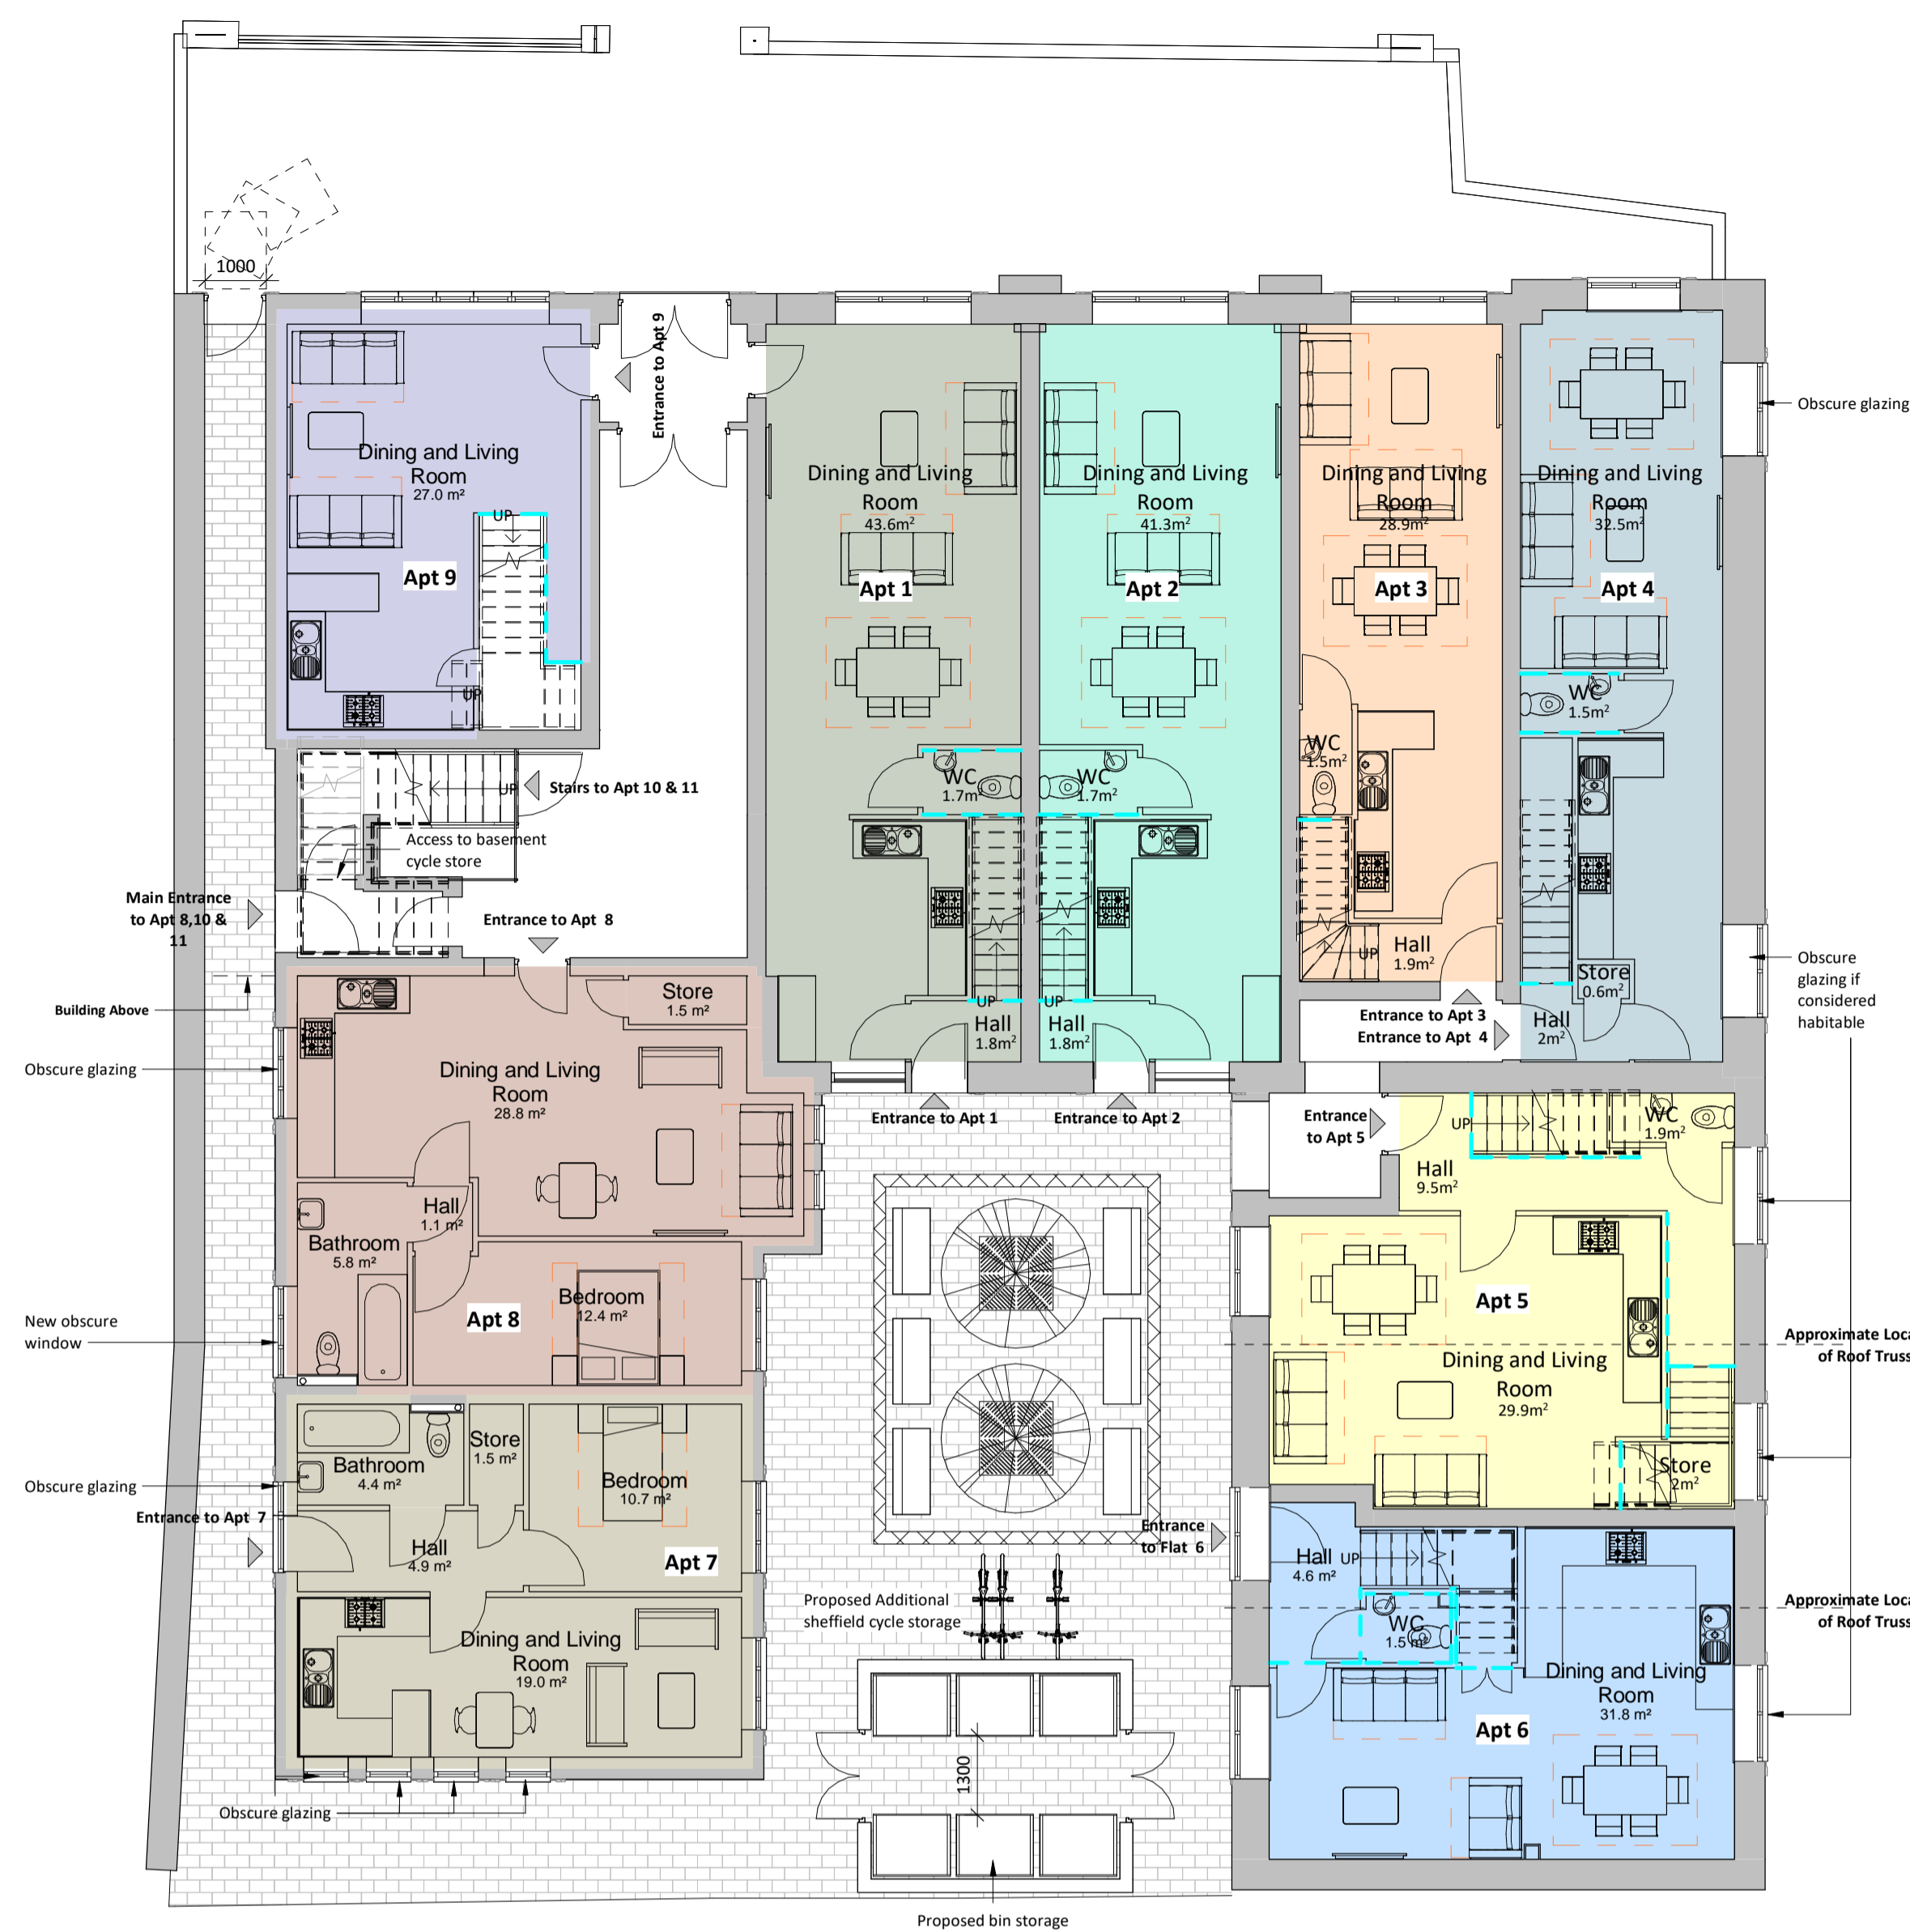 1000
Entrance to Apt 9
Dining and Living
Room
27.0 m²
UP
Apt 9
UP
Dining and Living
Room
43.6m²
Apt 1
Dining and Living
Room
41.3m²
Apt 2
Dining and Living
Room
28.9m²
Apt 3
Dining and Living
Room
32.5m²
Apt 4
Obscure glazing
WC
1.7m²
WC
1.7m²
WC
1.5m²
WC
1.5m²
UP
Stairs to Apt 10 & 11
Access to basement
cycle store
Main Entrance
to Apt 8,10 &
11
Entrance to Apt 8
Building Above
UP
Hall
1.8m²
UP
Hall
1.8m²
UP
Hall
1.9m²
Store
0.6m²
Hall
2m²
Obscure
glazing if
considered
habitable
Entrance to Apt 3
Entrance to Apt 4
Store
1.5 m²
Obscure glazing
Dining and Living
Room
28.8 m²
Entrance to Apt 1
Entrance to Apt 2
Entrance
to Apt 5
UP
WC
1.9m²
Hall
9.5m²
Hall
1.1 m²
Bathroom
5.8 m²
Bedroom
12.4 m²
Apt 8
New obscure
window
Apt 5
Dining and Living
Room
29.9m²
Approximate Loca
of Roof Truss
Store
2m²
Bathroom
4.4 m²
Store
1.5 m²
Bedroom
10.7 m²
Obscure glazing
Entrance to Apt 7
Hall
4.9 m²
Apt 7
Entrance
to Flat 6
Hall
4.6 m²
UP
WC
1.5 m²
Approximate Loca
of Roof Truss
Proposed Additional
sheffield cycle storage
Dining and Living
Room
19.0 m²
Dining and Living
Room
31.8 m²
Apt 6
1300
Obscure glazing
Proposed bin storage